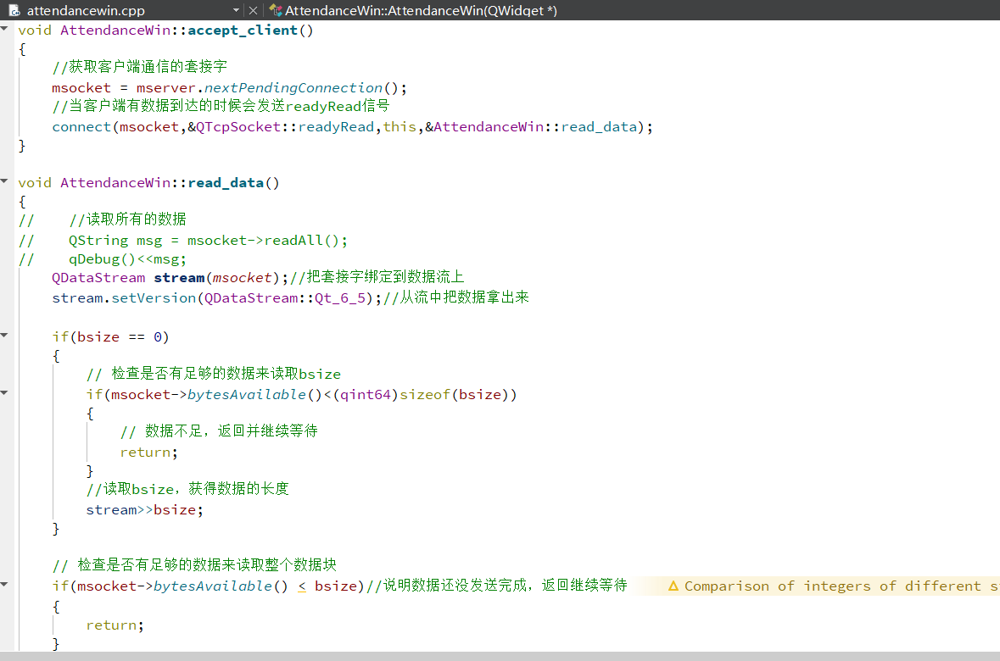 attendancewin.cpp AttendanceWin::AttendanceWin(QWidget *)
void AttendanceWin::accept_client()
{
//获取客户端通信的套接字
msocket = mserver.nextPendingConnection();
//当客户端有数据到达的时候会发送readyRead信号
connect(msocket,&QTcpSocket::readyRead,this,&AttendanceWin::read_data);
}
void AttendanceWin::read_data()
{
// //读取所有的数据
// QString msg = msocket->readAll();
// qDebug()<<msg;
QDataStream stream(msocket);//把套接字绑定到数据流上
stream.setVersion(QDataStream::Qt_6_5);//从流中把数据拿出来
if(bsize == 0)
{
// 检查是否有足够的数据来读取bsize
if(msocket->bytesAvailable()<(qint64)sizeof(bsize))
{
// 数据不足，返回并继续等待
return;
}
//读取bsize，获得数据的长度
stream>>bsize;
}
// 检查是否有足够的数据来读取整个数据块
if(msocket->bytesAvailable() < bsize)//说明数据还没发送完成，返回继续等待 Comparison of integers of different
{
return;
}